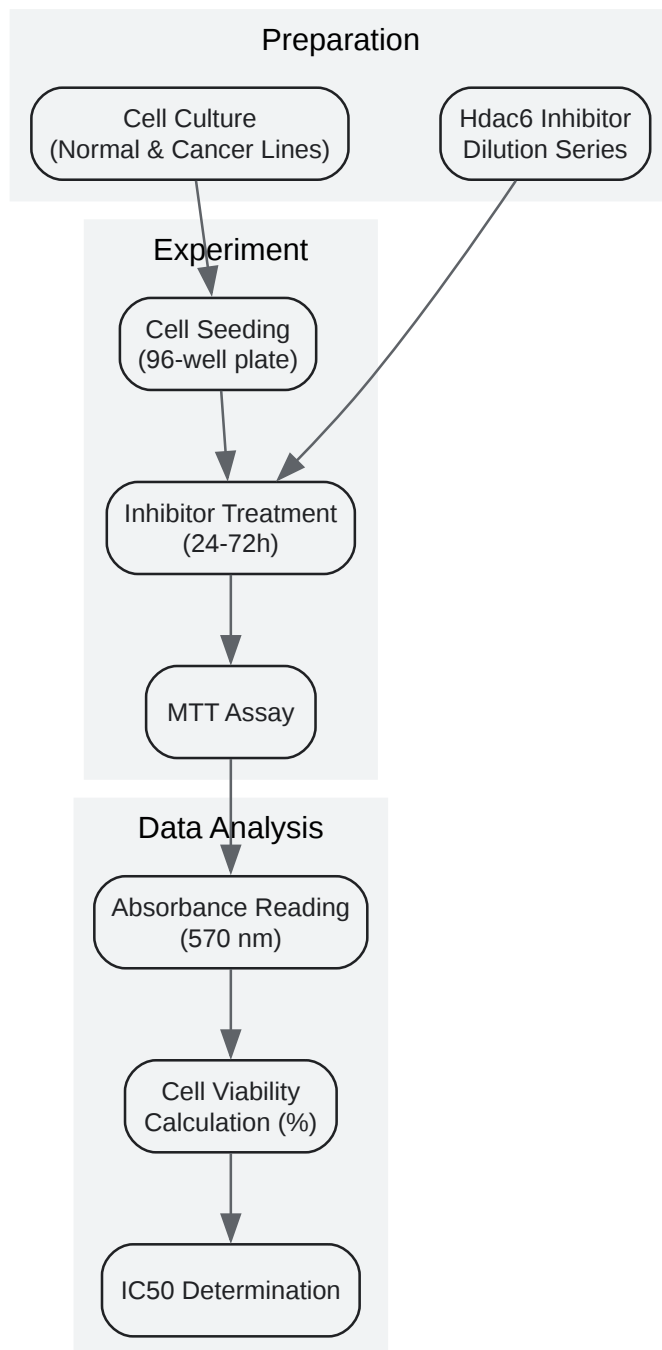 Preparation
Cell Culture
(Normal & Cancer Lines)
Hdac6 Inhibitor
Dilution Series
Experiment
Cell Seeding
(96-well plate)
Inhibitor Treatment
(24-72h)
MTT Assay
Data Analysis
Absorbance Reading
(570 nm)
Cell Viability
Calculation (%)
IC50 Determination